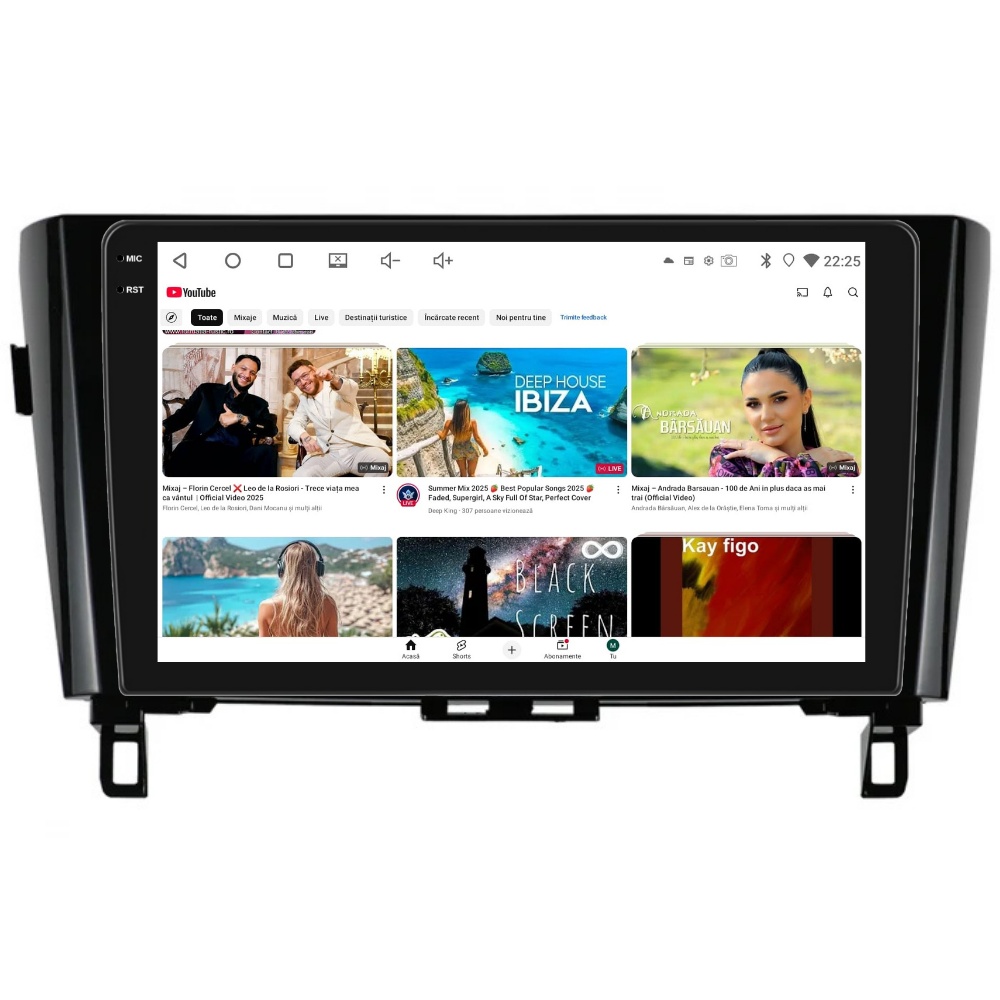 MIC
RST
22:25
YouTube
Toate Mixaje Muzică Live Destinații turistice Încărcate recent Noi pentru tine Trimite feedback
DEEP HOUSE
IBIZA
ANDRADA
BÂRSĂUAN
Mixaj
LIVE
Mixaj
Mixaj – Florin Cercel ❌ Leo de la Rosiori - Trece viața mea
ca vântul | Official Video 2025
Florin Cercel, Leo de la Rosiori, Dani Mocanu și mulți alții
LIVE
Summer Mix 2025 🍓 Best Popular Songs 2025 🍓
Faded, Supergirl, A Sky Full Of Star, Perfect Cover
Deep King · 307 persoane vizionează
Mixaj – Andrada Barsauan - 100 de Ani in plus daca as mai
trai (Official Video)
Andrada Bârsăuan, Alex de la Orăștie, Elena Toma și mulți alții
BLACK
SCREEN
Kay figo
Acasă Shorts + Abonamente M Tu